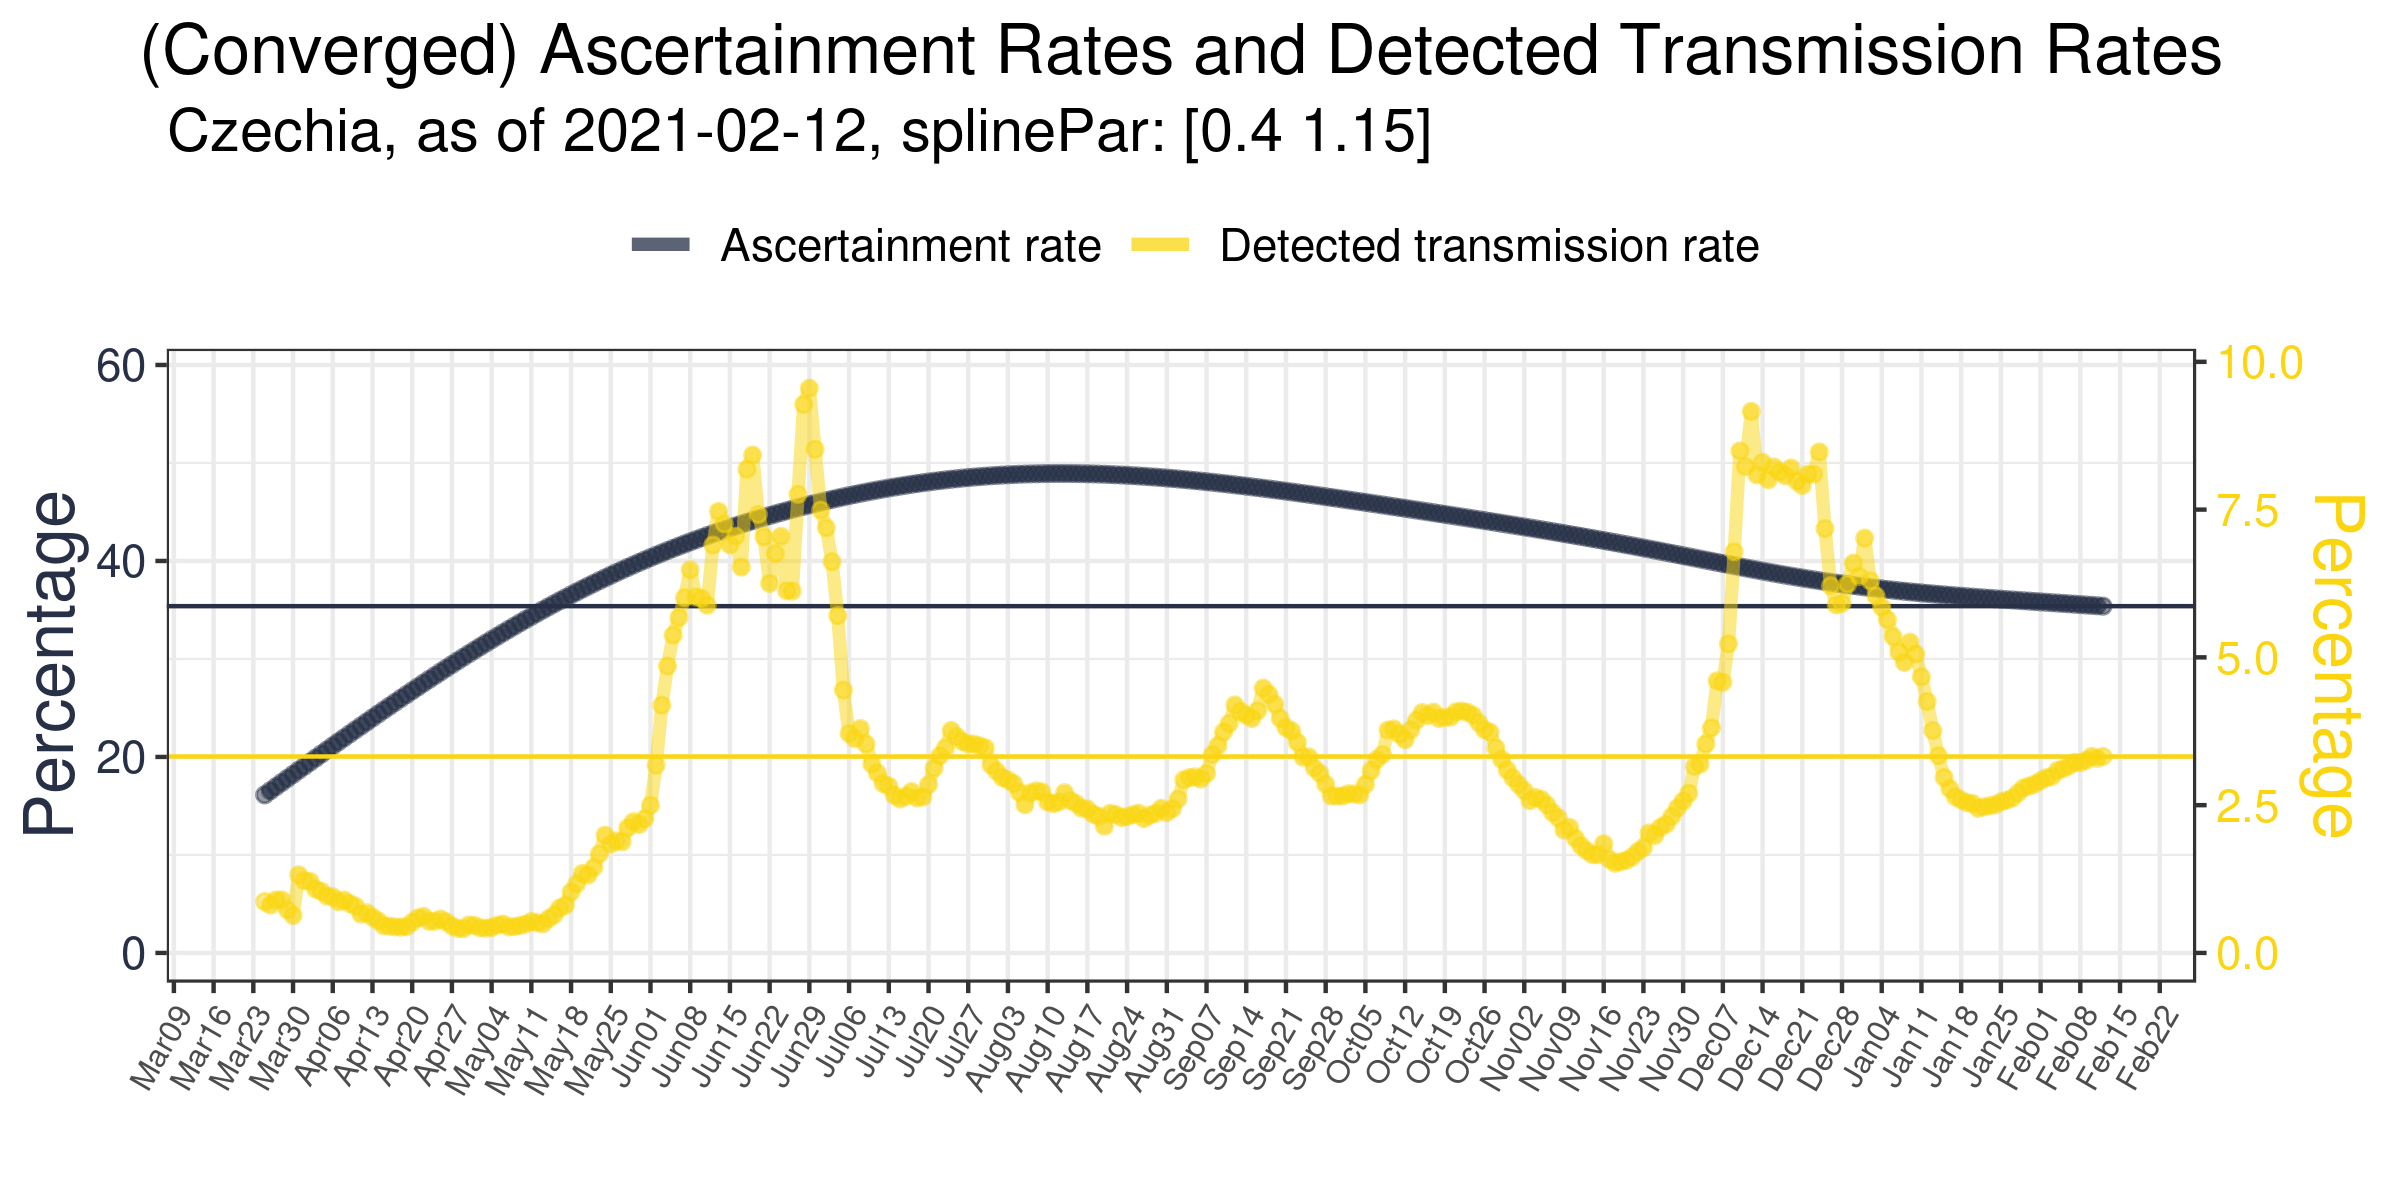 (Converged) Ascertainment Rates and Detected Transmission Rates
Czechia, as of 2021-02-12, splinePar: [0.4 1.15]
Ascertainment rate
Detected transmission rate
Percentage
60
40
20
0
10.0
7.5
5.0
2.5
0.0
Percentage
Mar09
Mar16
Mar23
Mar30
Apr06
Apr13
Apr20
Apr27
May04
May11
May18
May25
Jun01
Jun08
Jun15
Jun22
Jun29
Jul06
Jul13
Jul20
Jul27
Aug03
Aug10
Aug17
Aug24
Aug31
Sep07
Sep14
Sep21
Sep28
Oct05
Oct12
Oct19
Oct26
Nov02
Nov09
Nov16
Nov23
Nov30
Dec07
Dec14
Dec21
Dec28
Jan04
Jan11
Jan18
Jan25
Feb01
Feb08
Feb15
Feb22